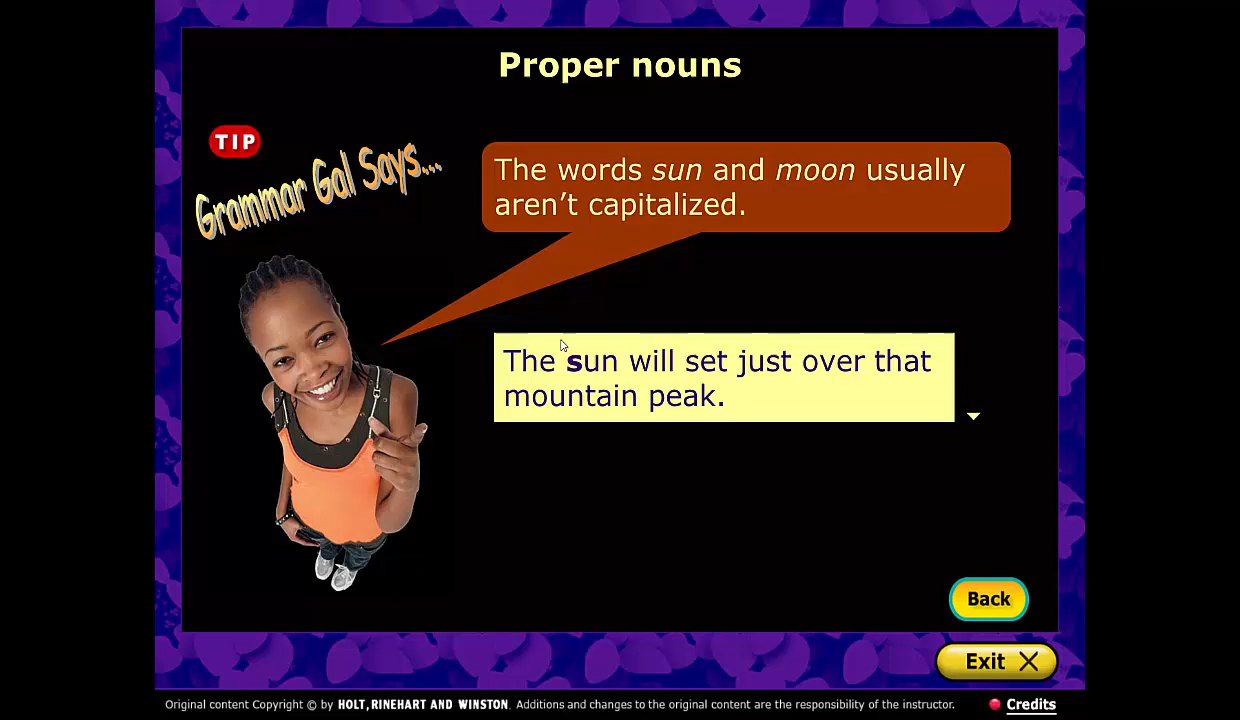 Proper nouns
TIP
Grammar Gal Says...
The words sun and moon usually
aren’t capitalized.
The sun will set just over that
mountain peak.
Back
Exit
Original content Copyright © by HOLT, RINEHART AND WINSTON. Additions and changes to the original content are the responsibility of the instructor.
Credits